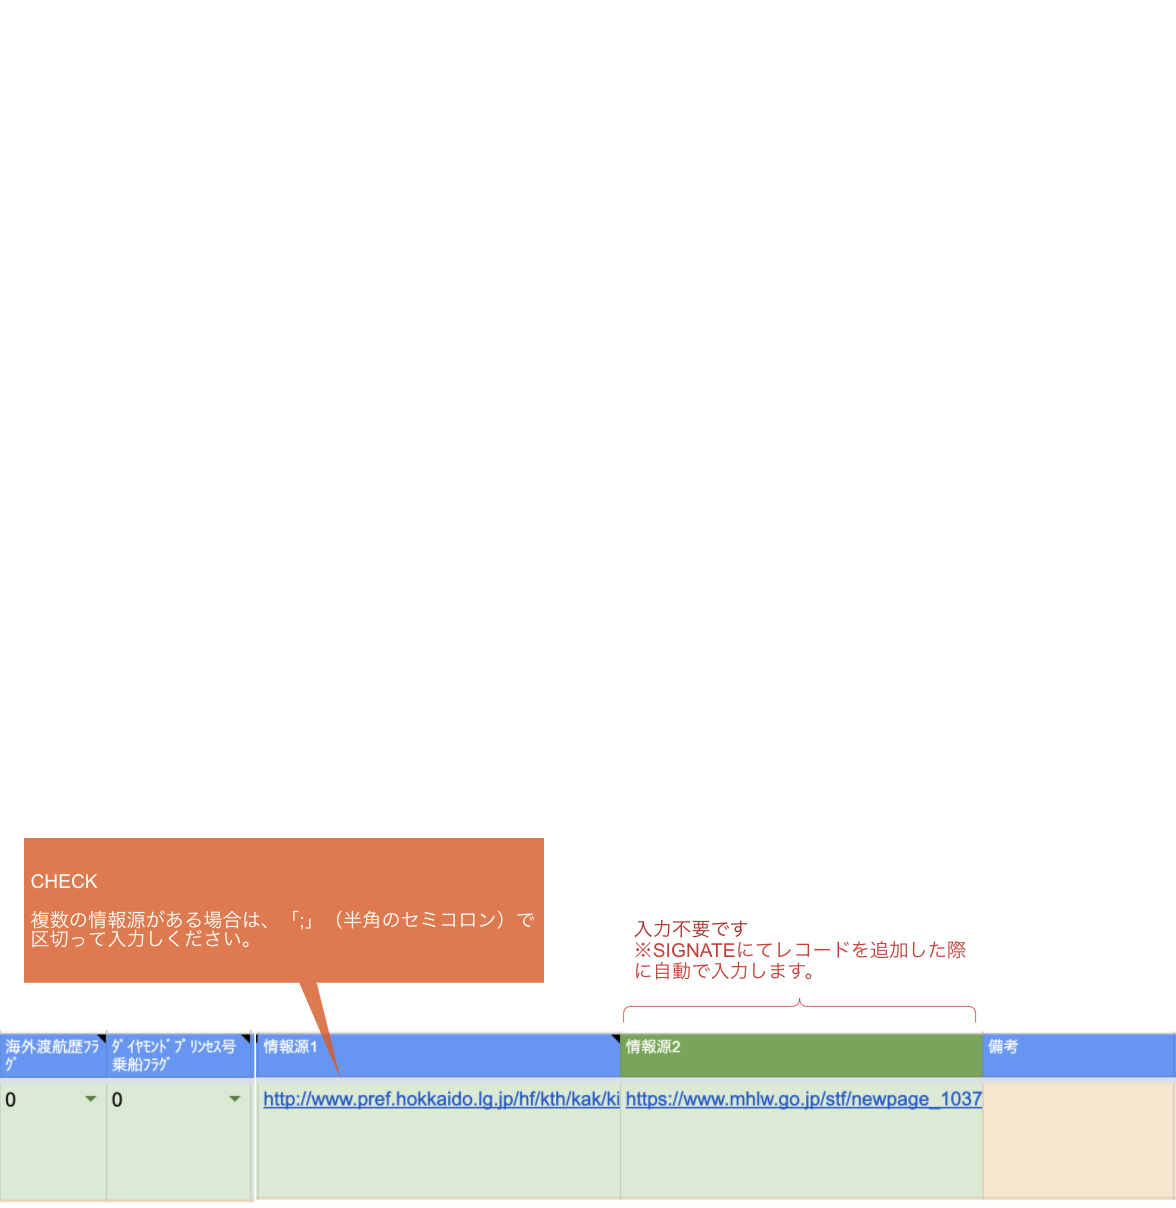 CHECK
複数の情報源がある場合は、「;」（半角のセミコロン）で
区切って入力しください。
入力不要です
※SIGNATEにてレコードを追加した際
に自動で入力します。
海外渡航歴ﾌﾗ
ｸﾞ
ﾀﾞｲﾔﾓﾝﾄﾞﾌﾟﾘﾝｾｽ号
乗船ﾌﾗｸﾞ
情報源1
情報源2
備考
0
0
http://www.pref.hokkaido.lg.jp/hf/kth/kak/ki
https://www.mhlw.go.jp/stf/newpage_1037